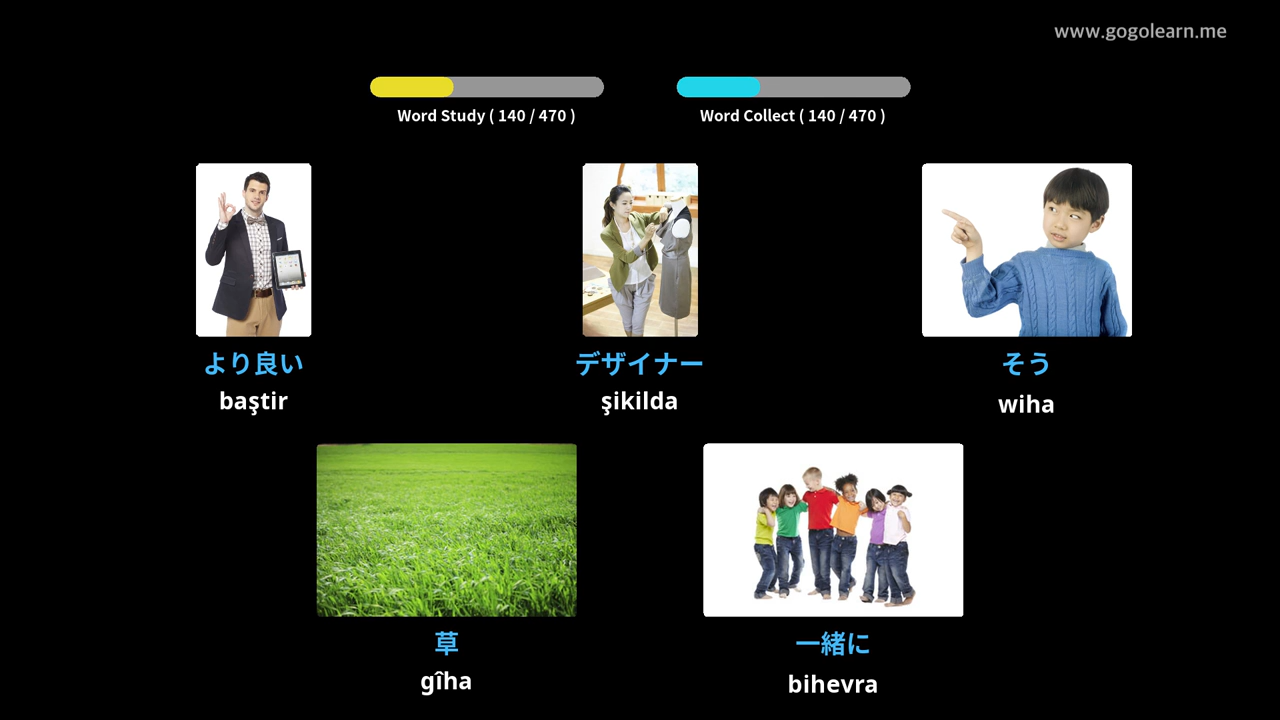 www.gogolearn.me
Word Study ( 140 / 470 )
Word Collect ( 140 / 470 )
より良い
baştir
デザイナー
şikilda
そう
wiha
草
gîha
一緒に
bihevra